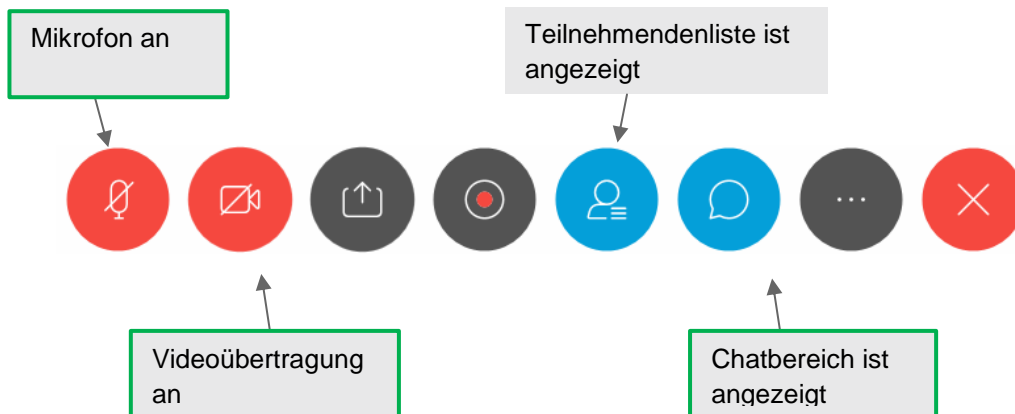 Mikrofon an
Teilnehmendenliste ist
angezeigt
Videoübertragung
an
Chatbereich ist
angezeigt